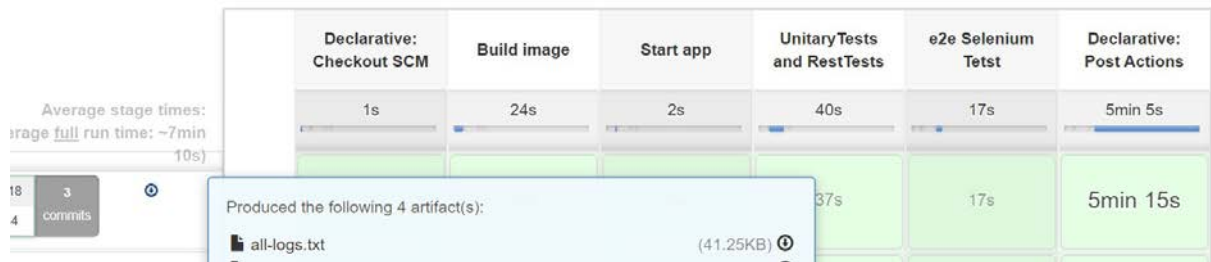 Declarative: Checkout SCM
Build image
Start app
UnitaryTests and RestTests
e2e Selenium Tetst
Declarative: Post Actions
Average stage times:
erage full run time: ~7min
10s)
1s
24s
2s
40s
17s
5min 5s
18
4
3
commits
37s
17s
5min 15s
Produced the following 4 artifact(s):
all-logs.txt
(41.25KB)